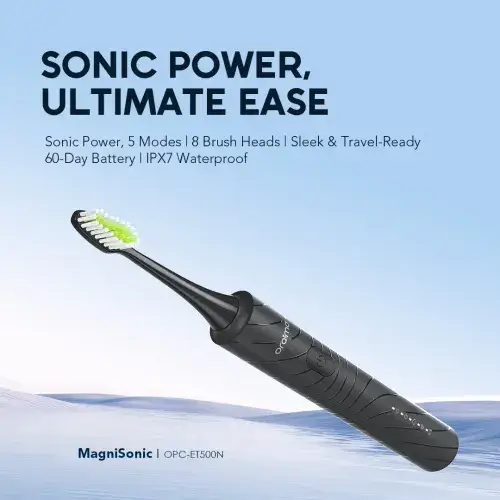 SONIC POWER,
ULTIMATE EASE
Sonic Power, 5 Modes | 8 Brush Heads | Sleek & Travel-Ready
60-Day Battery | IPX7 Waterproof
oraimo
MagniSonic | OPC-ET500N